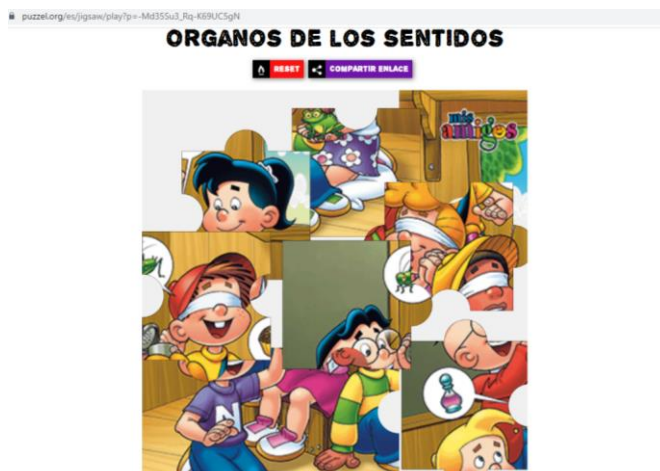 puzzel.org/es/jigsaw/play?p=-Md35Su3_Rq-K69UC5gN
ORGANOS DE LOS SENTIDOS
RESET
COMPARTIR ENLACE
mis
amigos
N